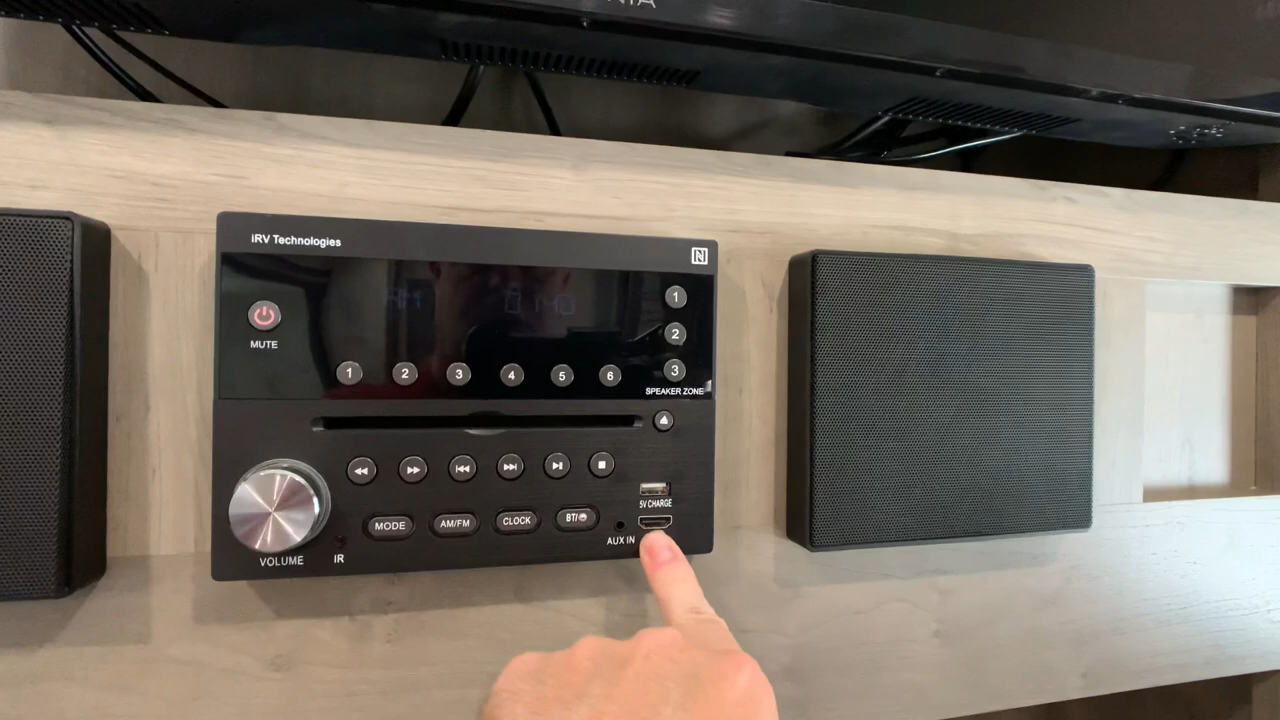 iRV Technologies
MUTE
1
2
3
4
5
6
1
2
3
SPEAKER ZONE
MODE
AM/FM
CLOCK
BT/
5V CHARGE
AUX IN
VOLUME
IR